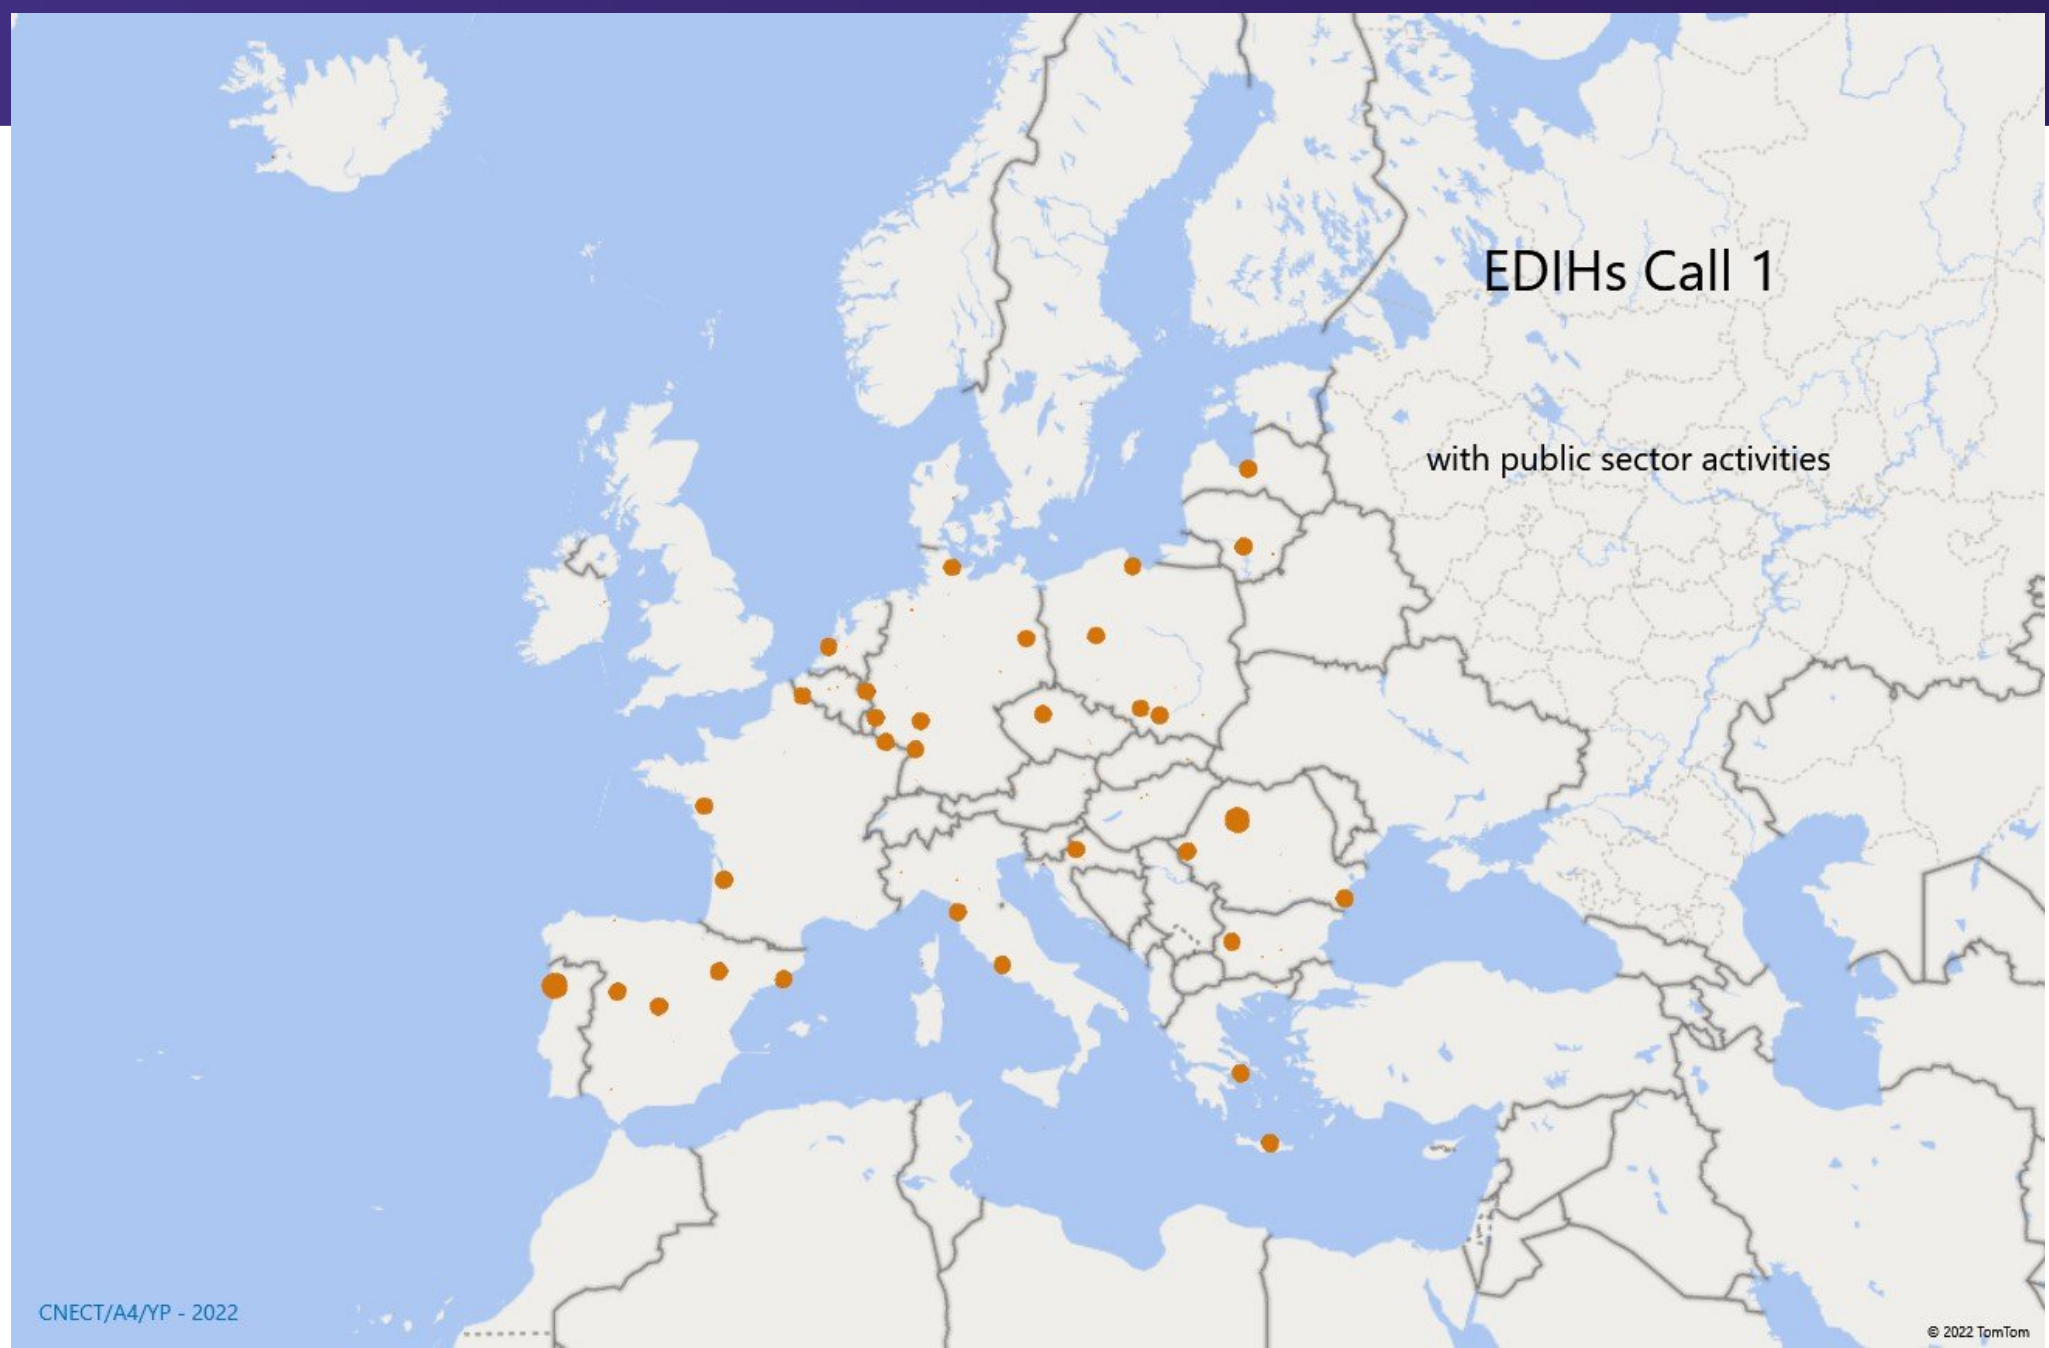 EDIHs Call 1
with public sector activities
CNECT/A4/YP - 2022
© 2022 TomTom